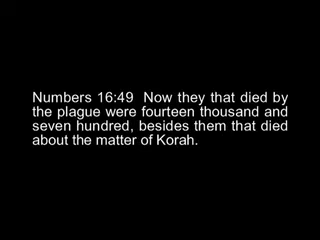 Numbers 16:49  Now they that died by
the plague were fourteen thousand and
seven hundred, besides them that died
about the matter of Korah.